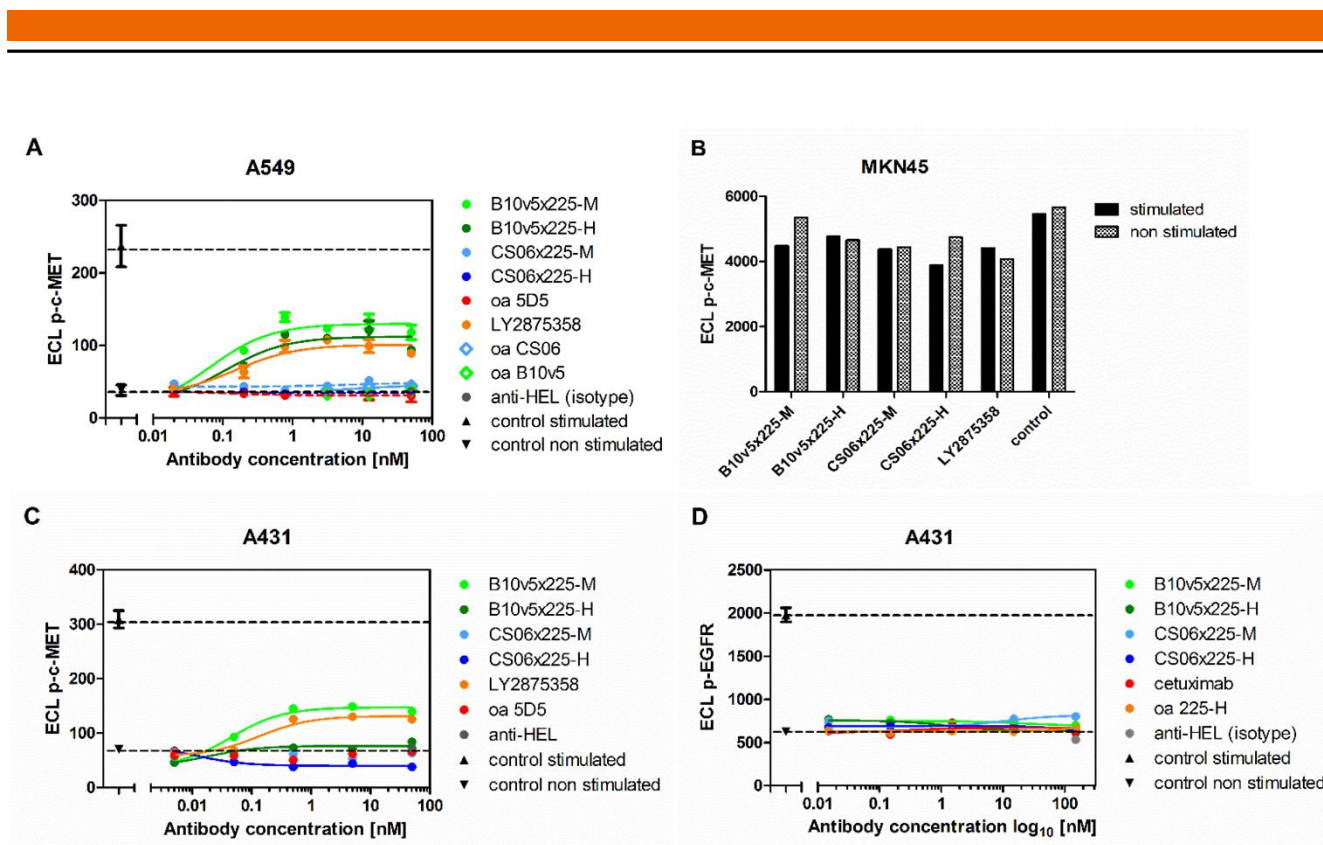 A
A549
ECL p-c-MET
300
200
100
0
0.01
0.1
1
10
100
Antibody concentration [nM]
B10v5x225-M
B10v5x225-H
CS06x225-M
CS06x225-H
oa 5D5
LY2875358
oa CS06
oa B10v5
anti-HEL (isotype)
control stimulated
control non stimulated
B
MKN45
ECL p-c-MET
6000
4000
2000
0
B10v5x225-M
B10v5x225-H
CS06x225-M
CS06x225-H
LY2875358
control
stimulated
non stimulated
C
A431
ECL p-c-MET
400
300
200
100
0
0.01
0.1
1
10
100
Antibody concentration [nM]
B10v5x225-M
B10v5x225-H
CS06x225-M
CS06x225-H
LY2875358
oa 5D5
anti-HEL
control stimulated
control non stimulated
D
A431
ECL p-EGFR
2500
2000
1500
1000
500
0
0.01
0.1
1
10
100
Antibody concentration log10 [nM]
B10v5x225-M
B10v5x225-H
CS06x225-M
CS06x225-H
cetuximab
oa 225-H
anti-HEL (isotype)
control stimulated
control non stimulated